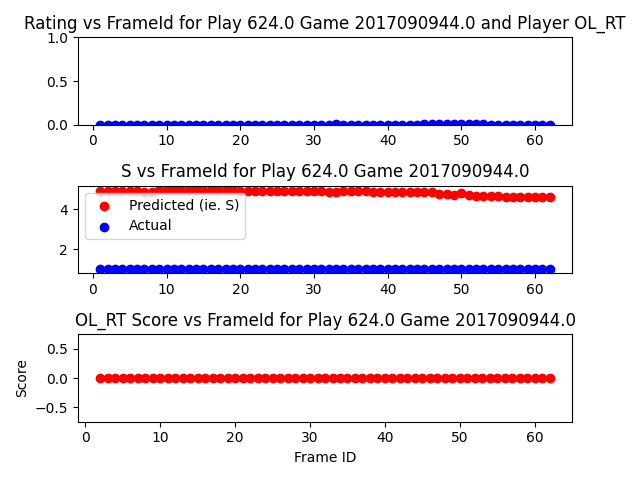 Rating vs FrameId for Play 624.0 Game 2017090944.0 and Player OL_RT
1.0
0.5
0.0
0 10 20 30 40 50 60
S vs FrameId for Play 624.0 Game 2017090944.0
4
2
Predicted (ie. S)
Actual
0 10 20 30 40 50 60
OL_RT Score vs FrameId for Play 624.0 Game 2017090944.0
Score
0.5
0.0
−0.5
0 10 20 30 40 50 60
Frame ID